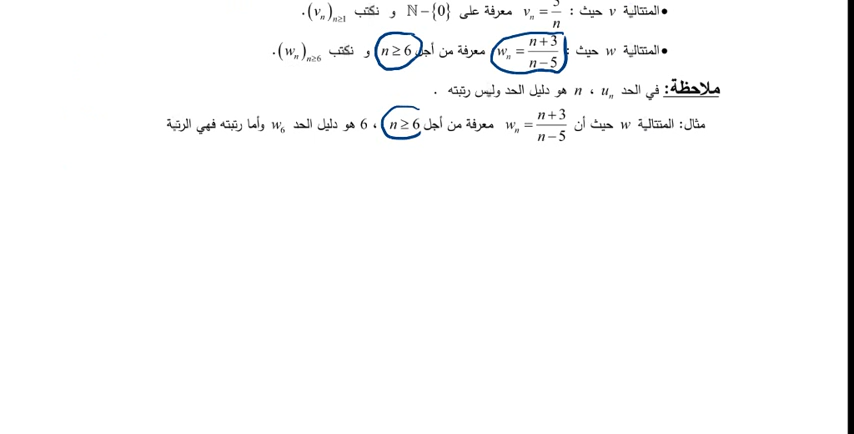 • المتتالية v حيث : v_n = 3/n معرفة على ℕ−{0} و نكتب (v_n)_{n≥1}.
• المتتالية w حيث : w_n = (n+3)/(n−5) معرفة من أجل n ≥ 6 و نكتب (w_n)_{n≥6}.
ملاحظة: في الحد u_n ، n هو دليل الحد وليس رتبته .
مثال: المتتالية w حيث أن w_n = (n+3)/(n−5) معرفة من أجل n ≥ 6 ، 6 هو دليل الحد w_6 وأما رتبته فهي الرتبة